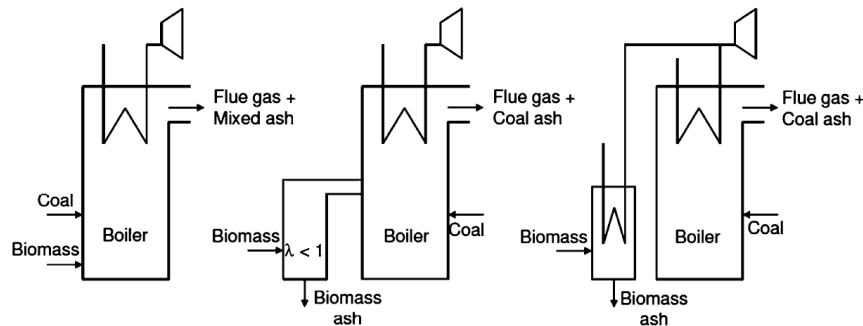 Flue gas +
Mixed ash
Coal
Boiler
Biomass
Flue gas +
Coal ash
Biomass
λ < 1
Boiler
Coal
Biomass
ash
Flue gas +
Coal ash
Biomass
Boiler
Coal
Biomass
ash